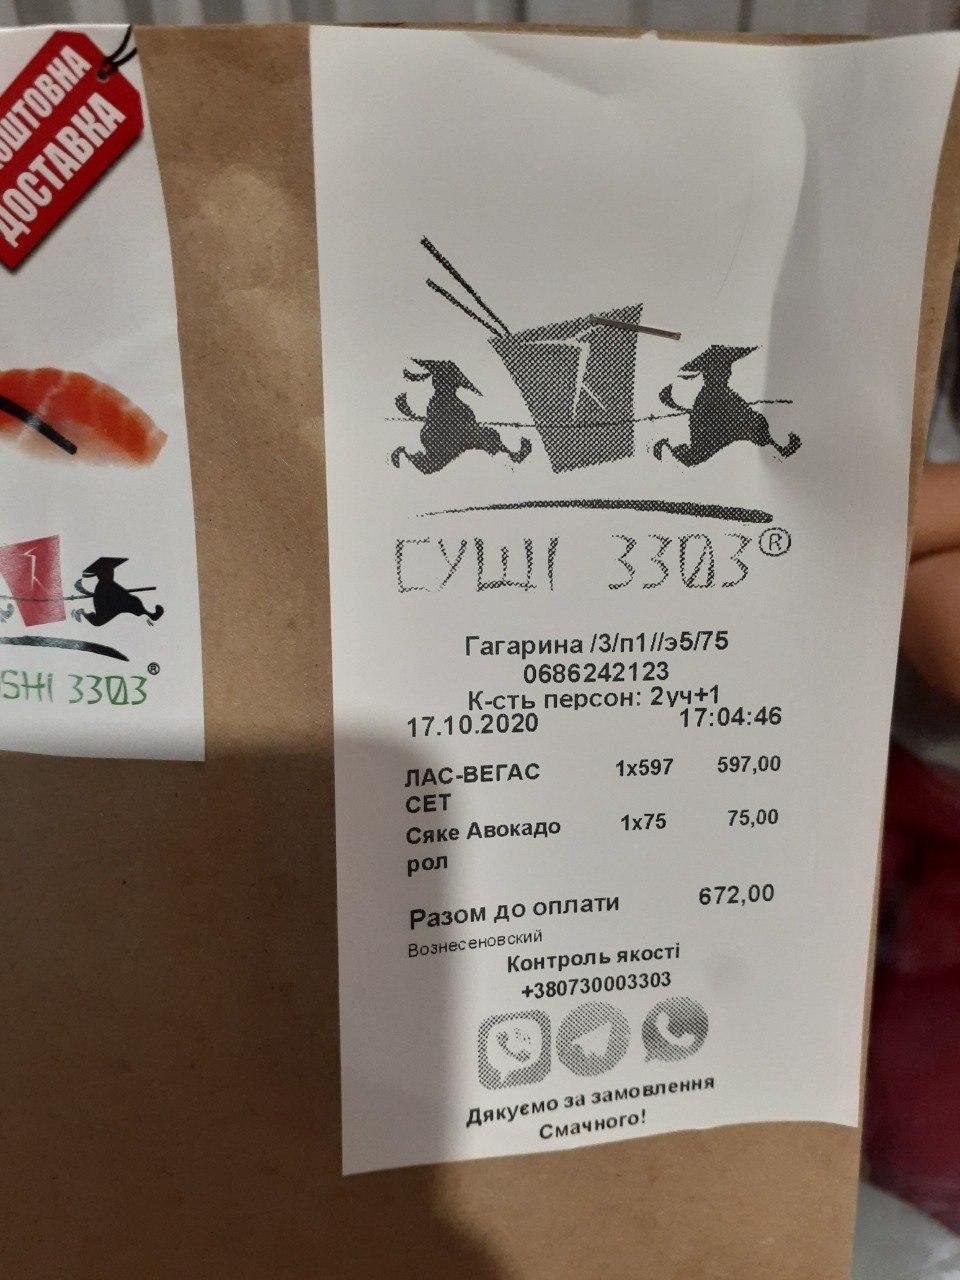 ДОСТАВКА
СУШІ 3303®
Гагарина /3/п1//э5/75
0686242123
К-сть персон: 2уч+1
17.10.2020 17:04:46
ЛАС-ВЕГАС 1x597 597,00
СЕТ
Сяке Авокадо 1x75 75,00
рол
Разом до оплати 672,00
Вознесеновский
Контроль якості
+380730003303
Дякуємо за замовлення
Смачного!
SHI 3303®